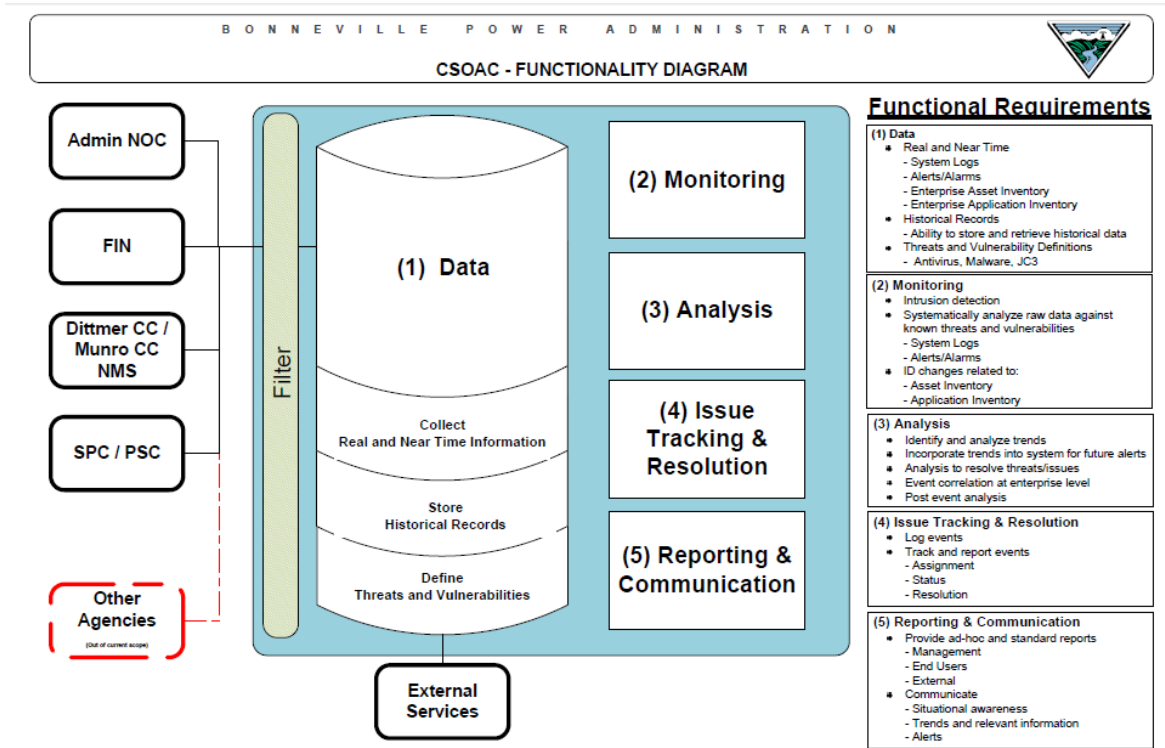 BONNEVILLE POWER ADMINISTRATION
CSOAC - FUNCTIONALITY DIAGRAM
Admin NOC
FIN
Dittmer CC /
Munro CC
NMS
SPC / PSC
Other
Agencies
(Out of current scope)
Filter
(1) Data
Collect
Real and Near Time Information
Store
Historical Records
Define
Threats and Vulnerabilities
External
Services
(2) Monitoring
(3) Analysis
(4) Issue
Tracking &
Resolution
(5) Reporting &
Communication
Functional Requirements
(1) Data
Real and Near Time
- System Logs
- Alerts/Alarms
- Enterprise Asset Inventory
- Enterprise Application Inventory
Historical Records
- Ability to store and retrieve historical data
Threats and Vulnerability Definitions
- Antivirus, Malware, JC3
(2) Monitoring
Intrusion detection
Systematically analyze raw data against
known threats and vulnerabilities
- System Logs
- Alerts/Alarms
ID changes related to:
- Asset Inventory
- Application Inventory
(3) Analysis
Identify and analyze trends
Incorporate trends into system for future alerts
Analysis to resolve threats/issues
Event correlation at enterprise level
Post event analysis
(4) Issue Tracking & Resolution
Log events
Track and report events
- Assignment
- Status
- Resolution
(5) Reporting & Communication
Provide ad-hoc and standard reports
- Management
- End Users
- External
Communicate
- Situational awareness
- Trends and relevant information
- Alerts